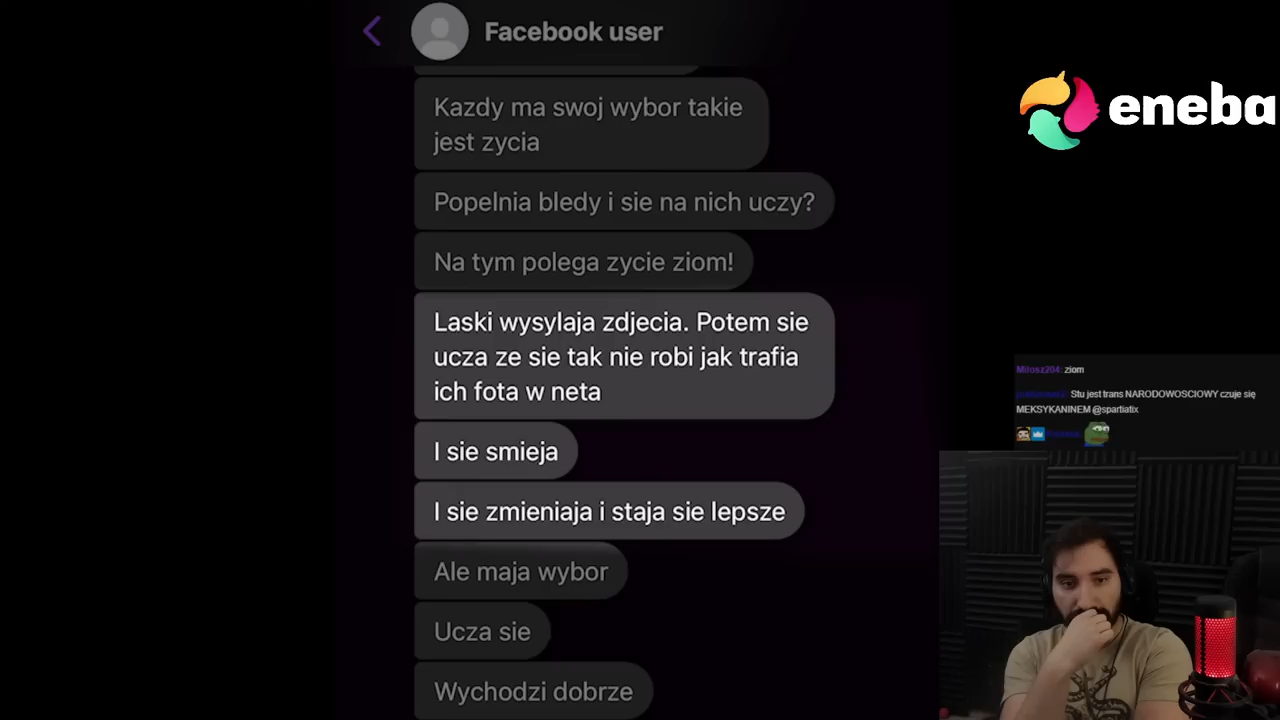 Facebook user
Kazdy ma swoj wybor takie
jest zycia
Popelnia bledy i sie na nich uczy?
Na tym polega zycie ziom!
Laski wysylaja zdjecia. Potem sie
ucza ze sie tak nie robi jak trafia
ich fota w neta
I sie smieja
I sie zmieniaja i staja sie lepsze
Ale maja wybor
Ucza sie
Wychodzi dobrze
eneba
Milosz204: ziom
Stu jest trans NARODOWOSCIOWY czuje się
MEKSYKANINEM @spartiatix